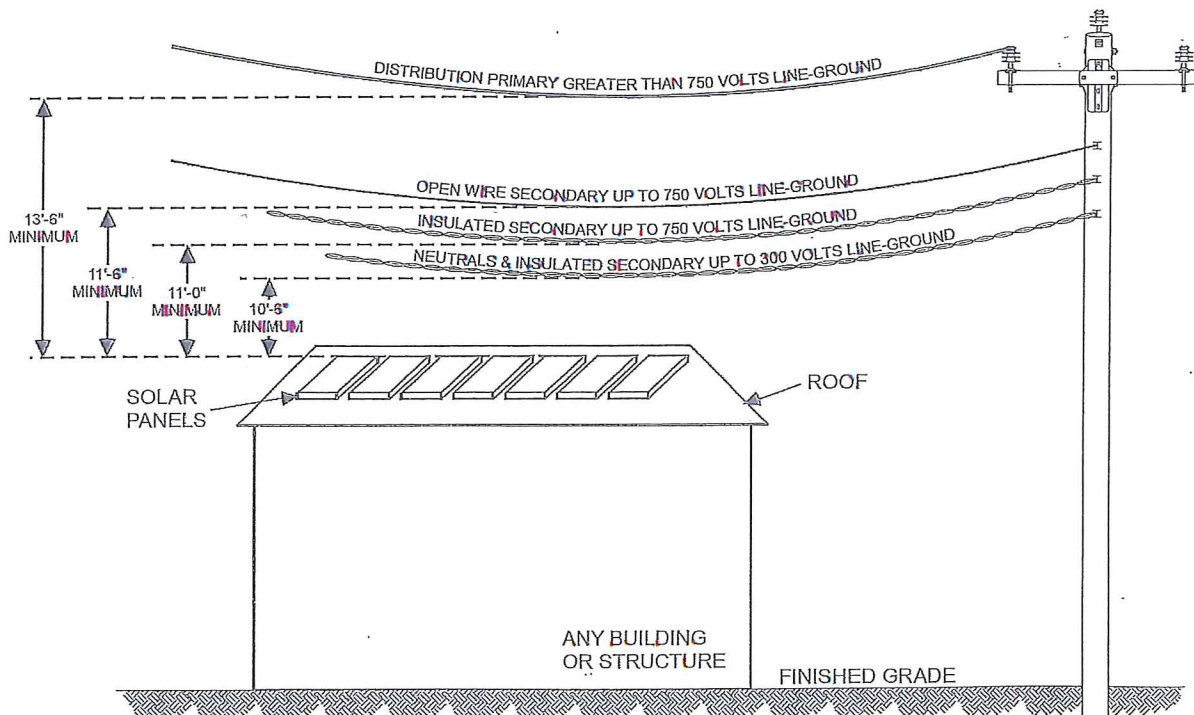 DISTRIBUTION PRIMARY GREATER THAN 750 VOLTS LINE-GROUND
OPEN WIRE SECONDARY UP TO 750 VOLTS LINE-GROUND
INSULATED SECONDARY UP TO 750 VOLTS LINE-GROUND
NEUTRALS & INSULATED SECONDARY UP TO 300 VOLTS LINE-GROUND
13'-6"
MINIMUM
11'-6"
MINIMUM
11'-0"
MINIMUM
10'-6"
MINIMUM
SOLAR
PANELS
ROOF
ANY BUILDING
OR STRUCTURE
FINISHED GRADE